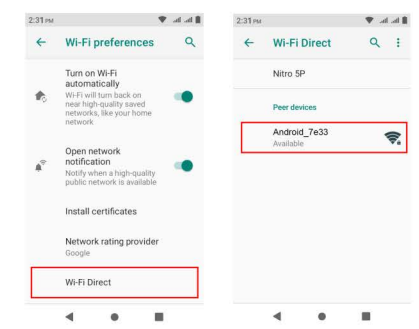 2:31 PM
Wi-Fi preferences
Turn on Wi-Fi
automatically
Wi-Fi will turn back on
near high-quality saved
networks, like your home
network
Open network
notification
Notify when a high-quality
public network is available
Install certificates
Network rating provider
Google
Wi-Fi Direct
2:31 PM
Wi-Fi Direct
Nitro 5P
Peer devices
Android_7e33
Available